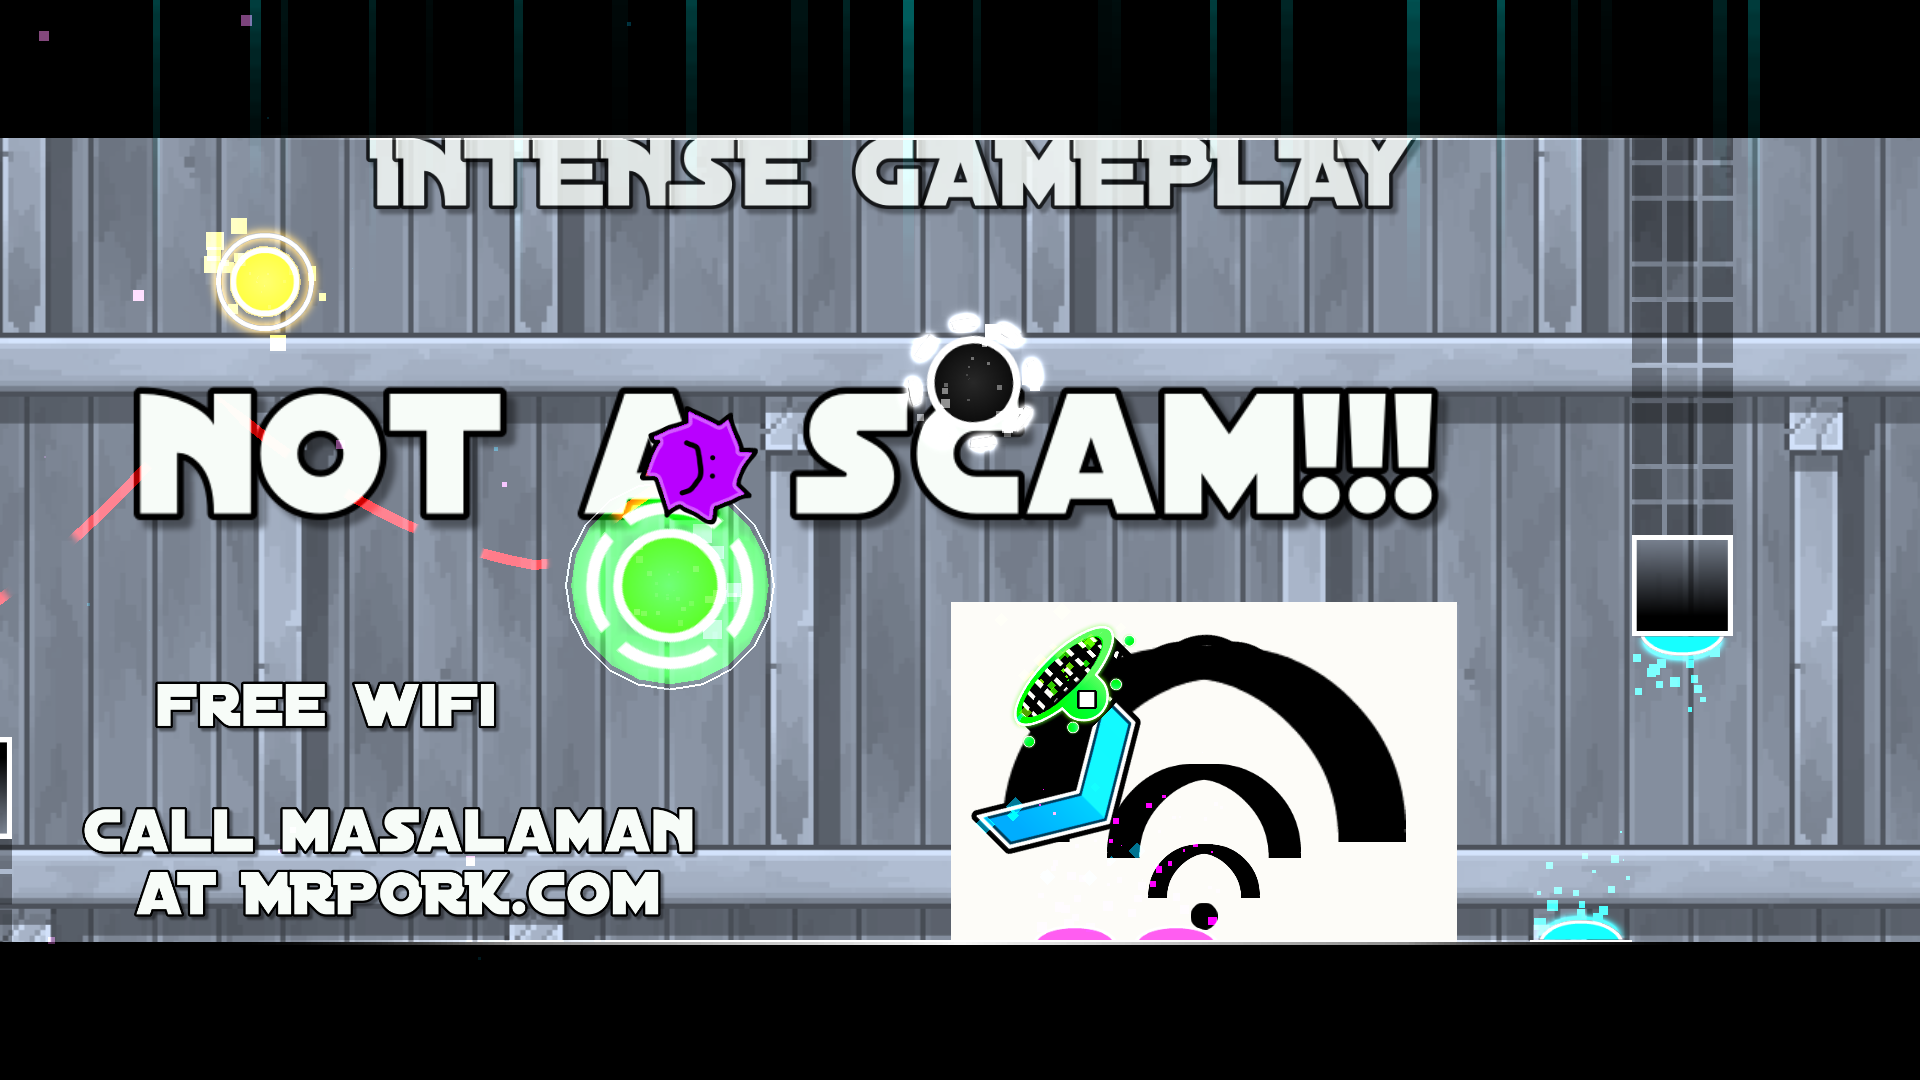 INTENSE GAMEPLAY
NOT A SCAM!!!
FREE WIFI
CALL MASALAMAN
AT MRPORK.COM